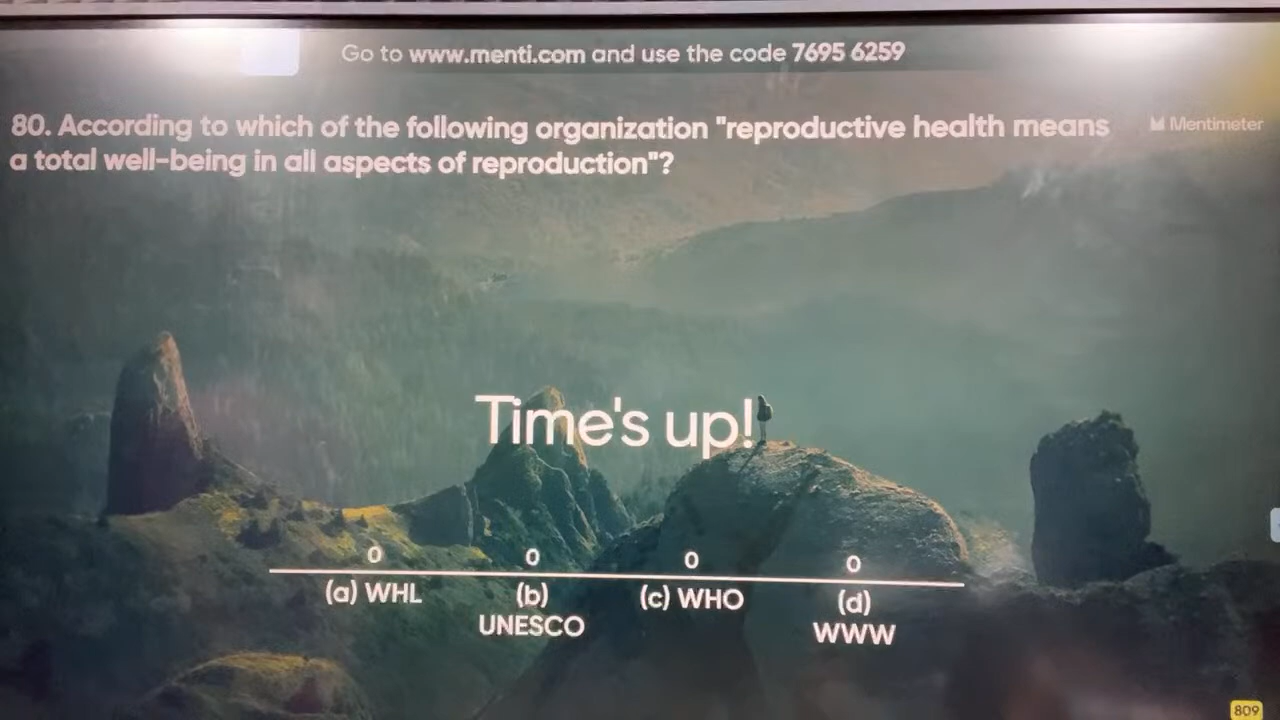 Go to www.menti.com and use the code 7695 6259
80. According to which of the following organization "reproductive health means
a total well-being in all aspects of reproduction"?
Mentimeter
Time's up!
0
0
0
0
(a) WHL
(b)
UNESCO
(c) WHO
(d)
WWW
809